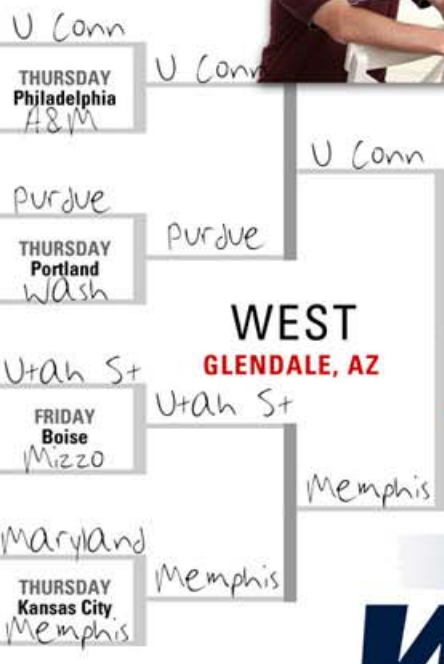 U Conn
THURSDAY
Philadelphia
A&M
U Conn
U Conn
Purdue
THURSDAY
Portland
Wash
Purdue
WEST
GLENDALE, AZ
Utah St
FRIDAY
Boise
Mizzo
Utah St
Memphis
Maryland
THURSDAY
Kansas City
Memphis
Memphis